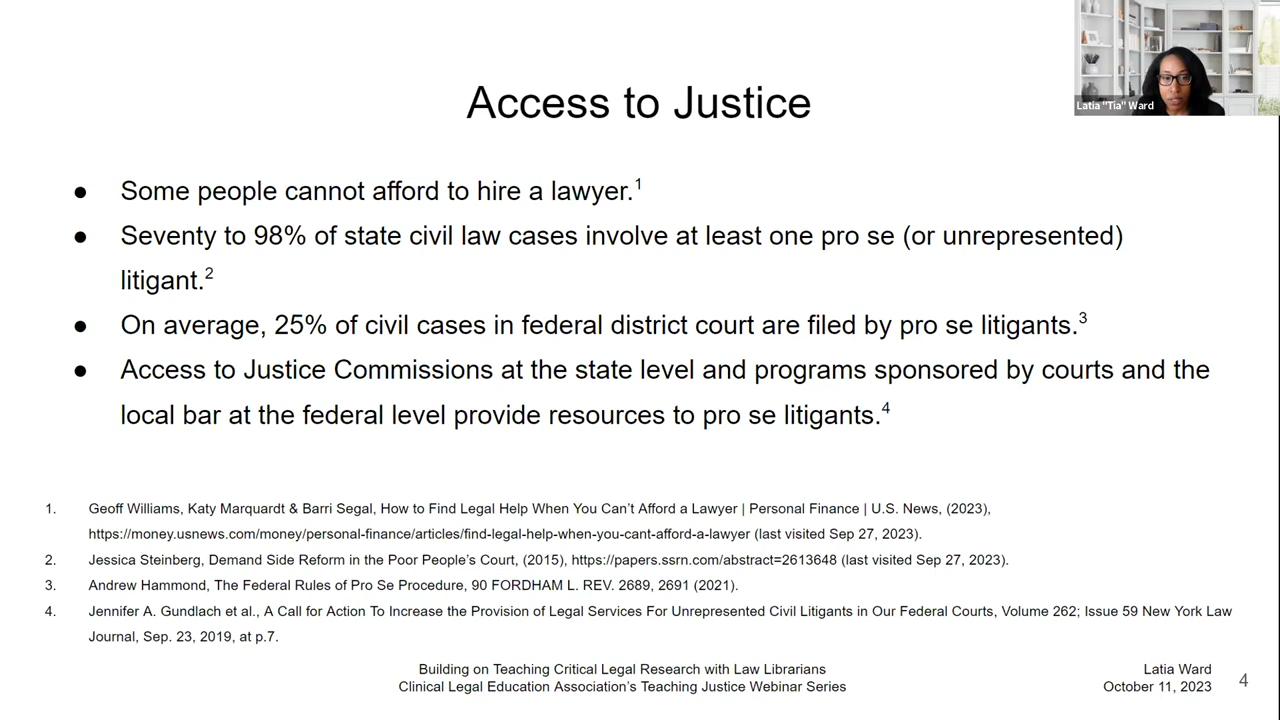 Latia "Tia" Ward
Access to Justice
● Some people cannot afford to hire a lawyer.1
● Seventy to 98% of state civil law cases involve at least one pro se (or unrepresented)
litigant.2
● On average, 25% of civil cases in federal district court are filed by pro se litigants.3
● Access to Justice Commissions at the state level and programs sponsored by courts and the
local bar at the federal level provide resources to pro se litigants.4
1. Geoff Williams, Katy Marquardt & Barri Segal, How to Find Legal Help When You Can't Afford a Lawyer | Personal Finance | U.S. News, (2023),
https://money.usnews.com/money/personal-finance/articles/find-legal-help-when-you-cant-afford-a-lawyer (last visited Sep 27, 2023).
2. Jessica Steinberg, Demand Side Reform in the Poor People's Court, (2015), https://papers.ssrn.com/abstract=2613648 (last visited Sep 27, 2023).
3. Andrew Hammond, The Federal Rules of Pro Se Procedure, 90 FORDHAM L. REV. 2689, 2691 (2021).
4. Jennifer A. Gundlach et al., A Call for Action To Increase the Provision of Legal Services For Unrepresented Civil Litigants in Our Federal Courts, Volume 262; Issue 59 New York Law
Journal, Sep. 23, 2019, at p.7.
Building on Teaching Critical Legal Research with Law Librarians
Clinical Legal Education Association's Teaching Justice Webinar Series
Latia Ward
October 11, 2023
4